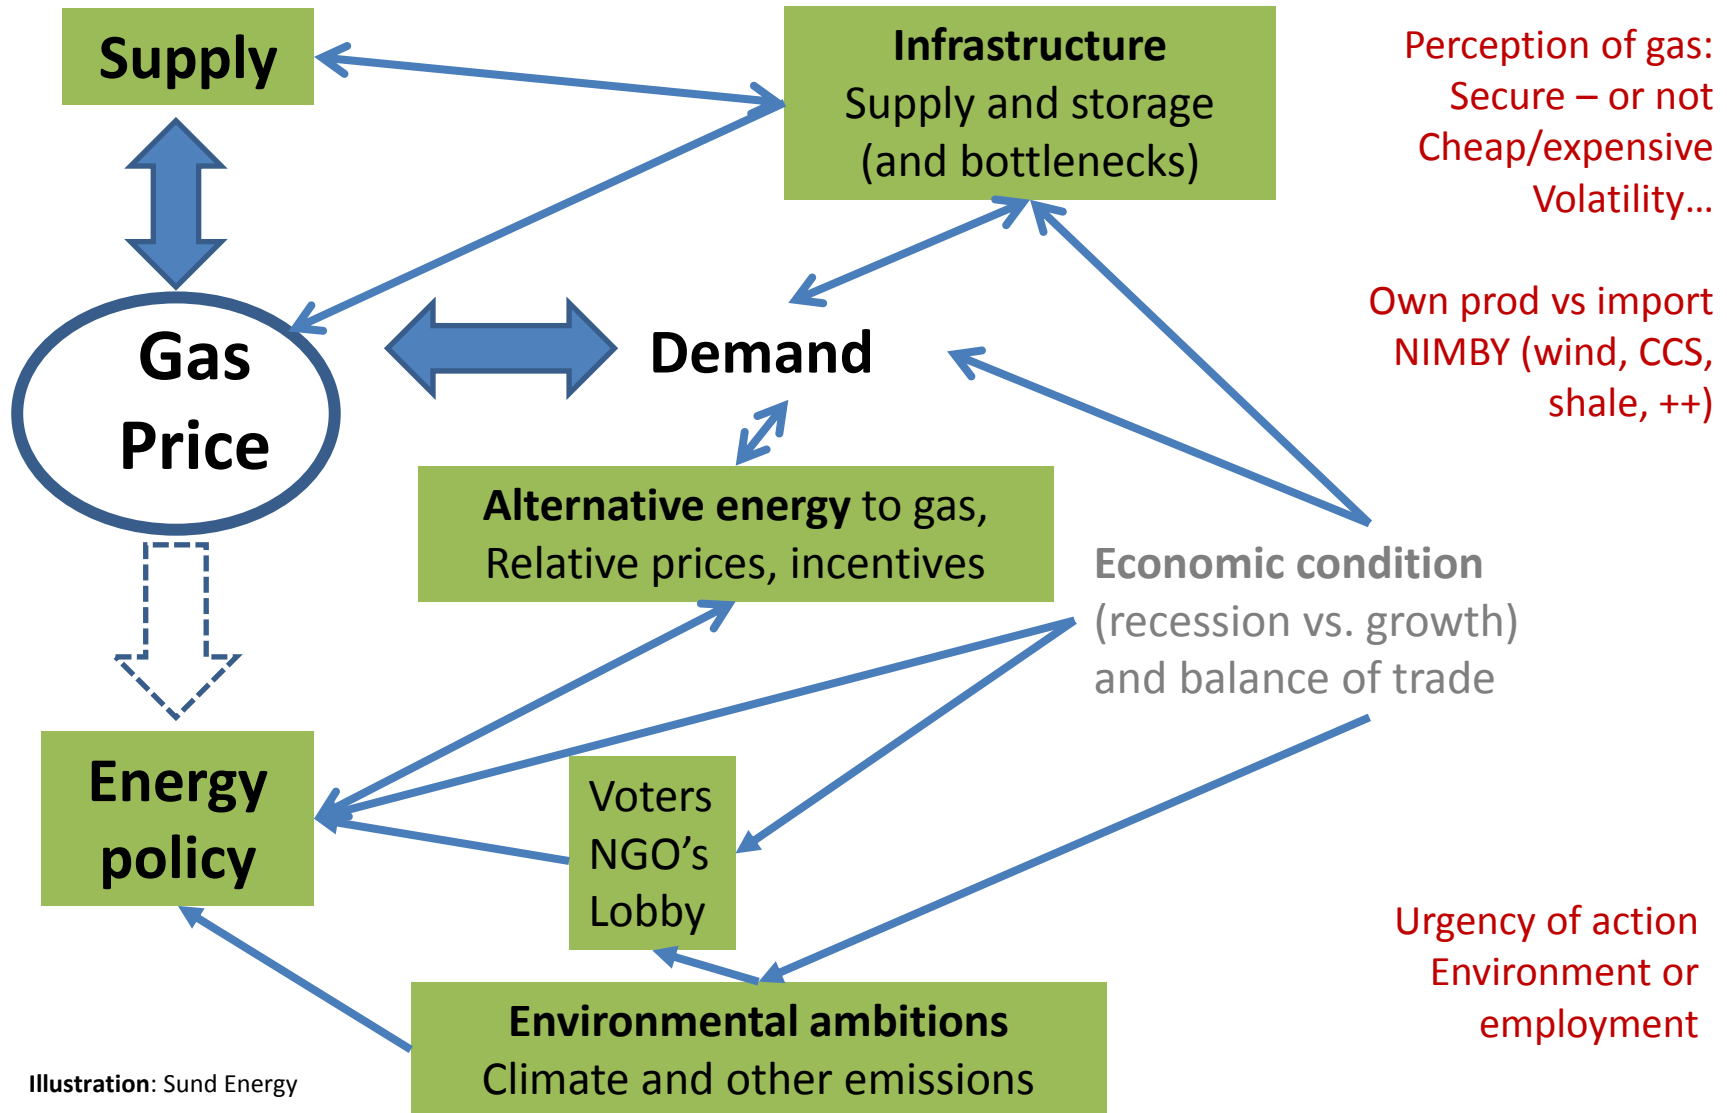 Supply
Infrastructure
Supply and storage
(and bottlenecks)
Perception of gas:
Secure – or not
Cheap/expensive
Volatility...
Own prod vs import
NIMBY (wind, CCS,
shale, ++)
Gas
Price
Demand
Alternative energy to gas,
Relative prices, incentives
Economic condition
(recession vs. growth)
and balance of trade
Energy
policy
Voters
NGO’s
Lobby
Urgency of action
Environment or
employment
Environmental ambitions
Climate and other emissions
Illustration: Sund Energy